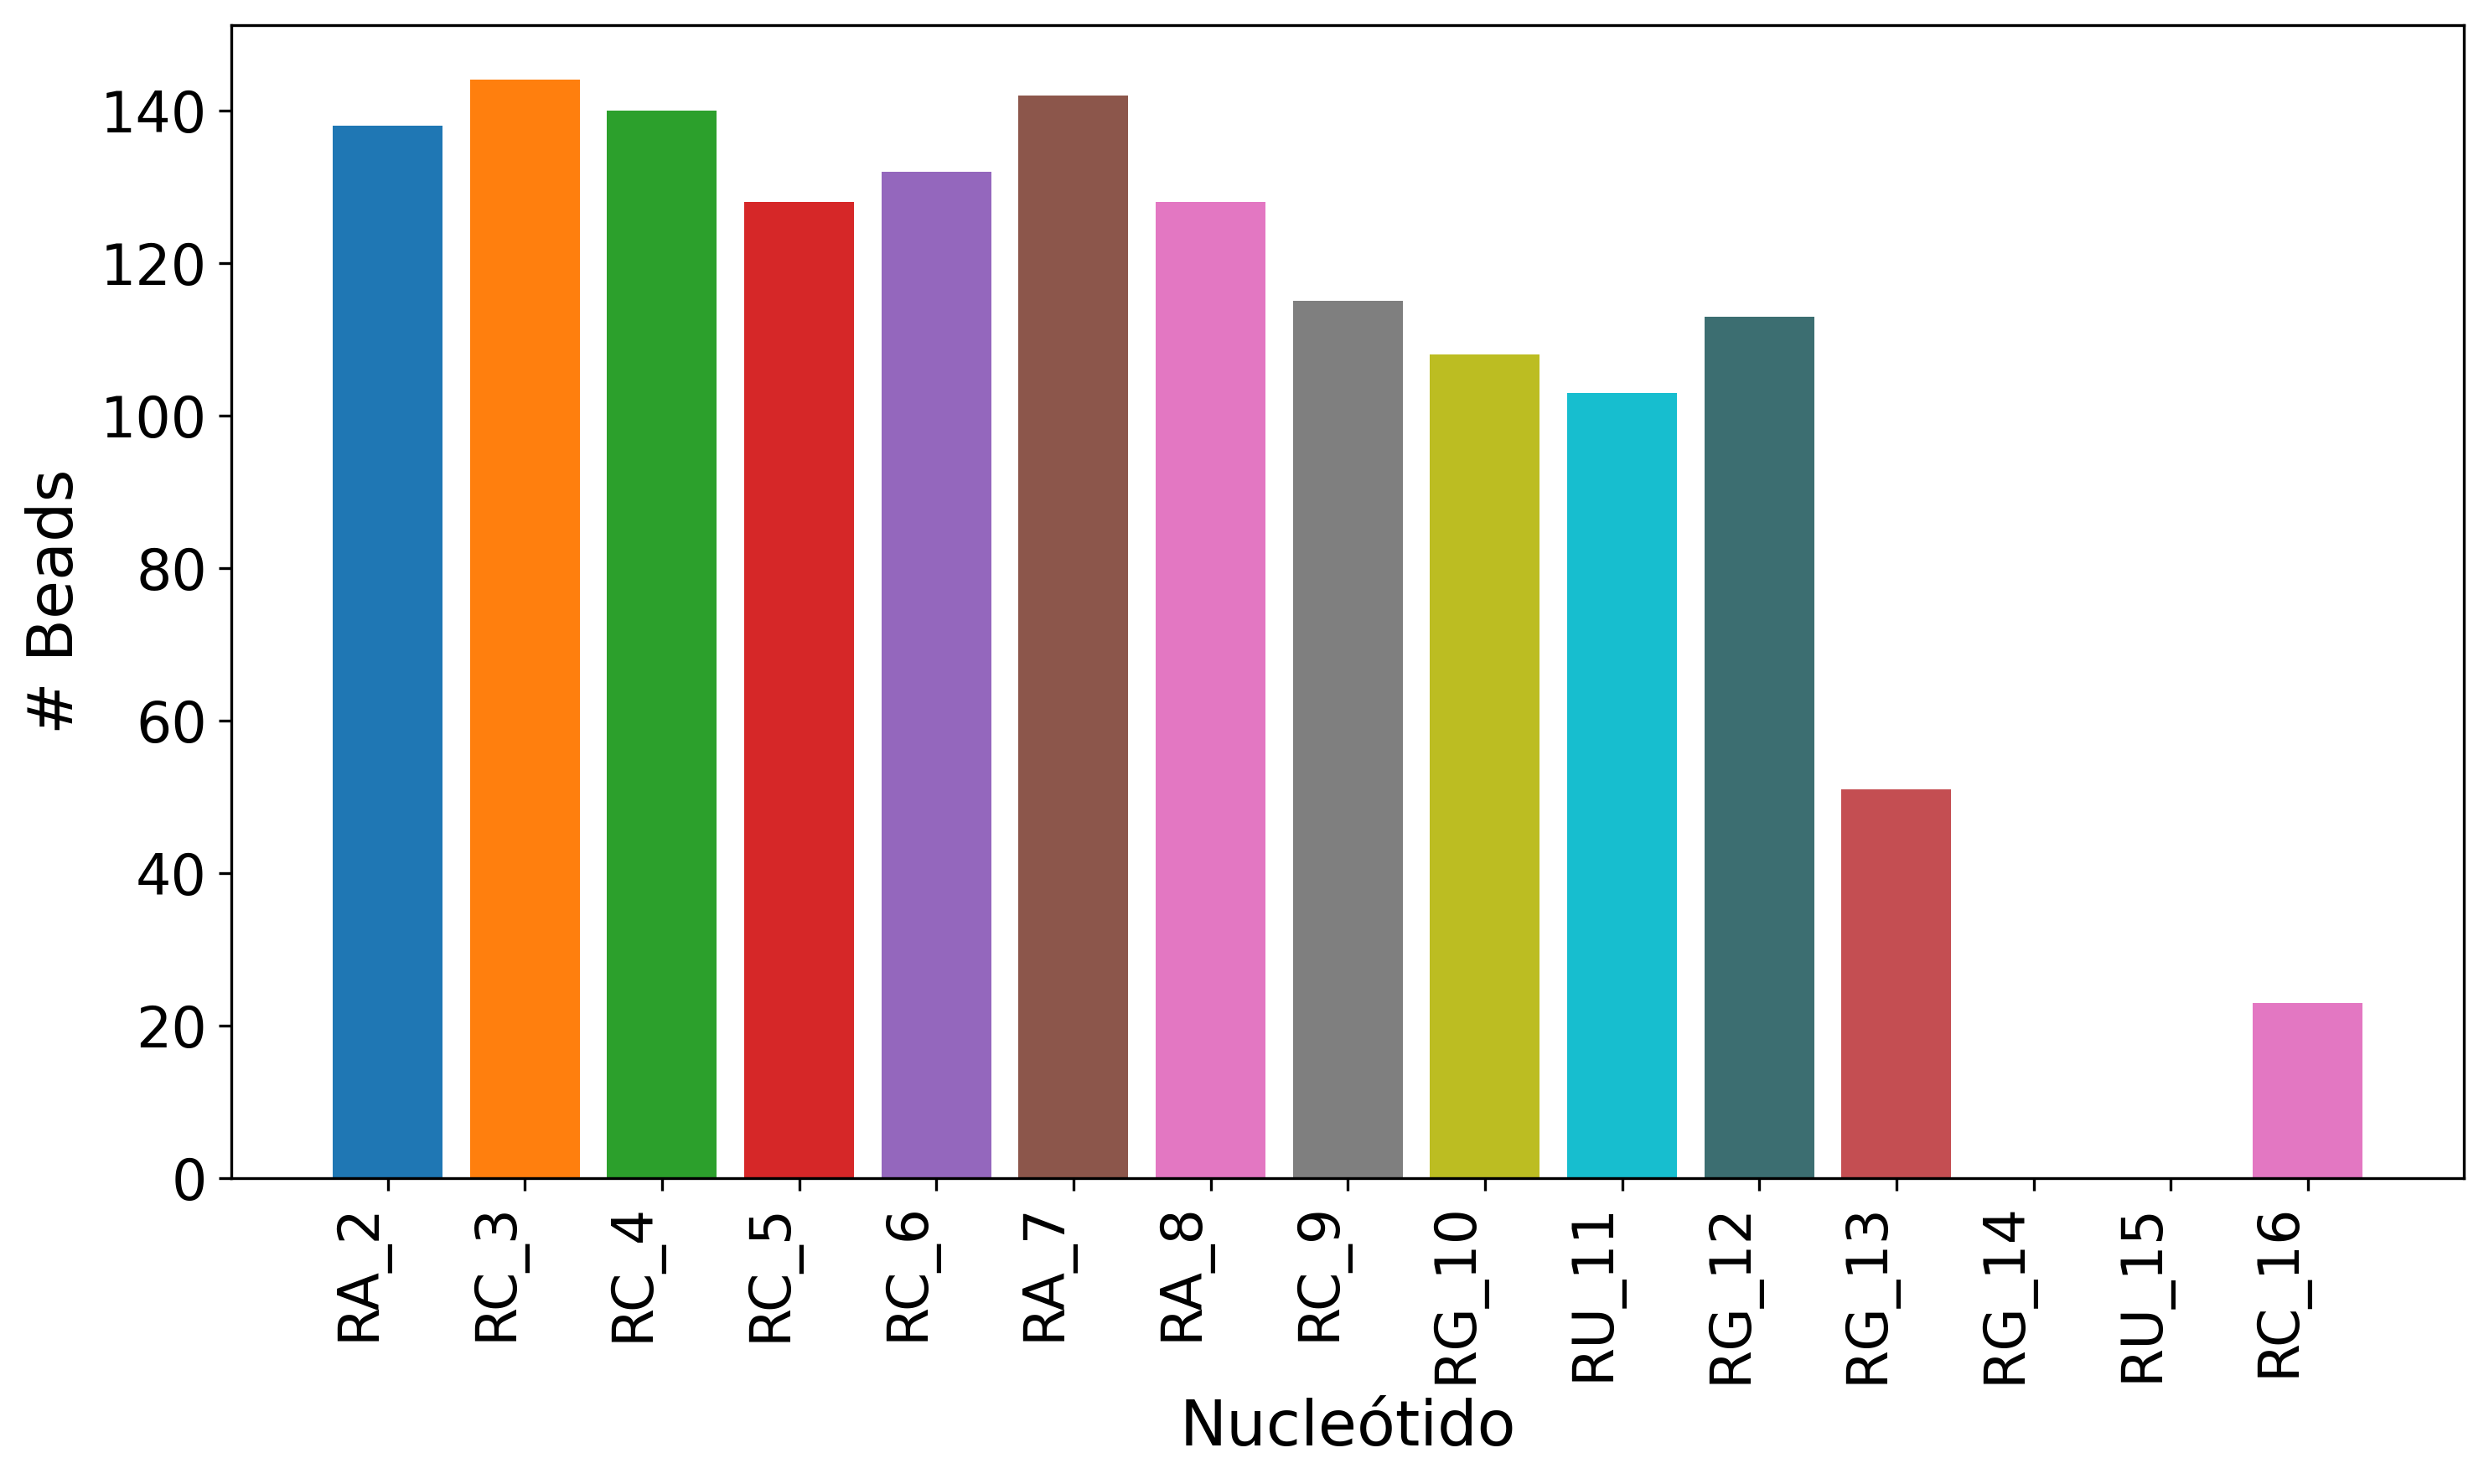 140
120
100
80
60
40
20
0
# Beads
RA_2
RC_3
RC_4
RC_5
RC_6
RA_7
RA_8
RC_9
RG_10
RU_11
RG_12
RG_13
RG_14
RU_15
RC_16
Nucleótido